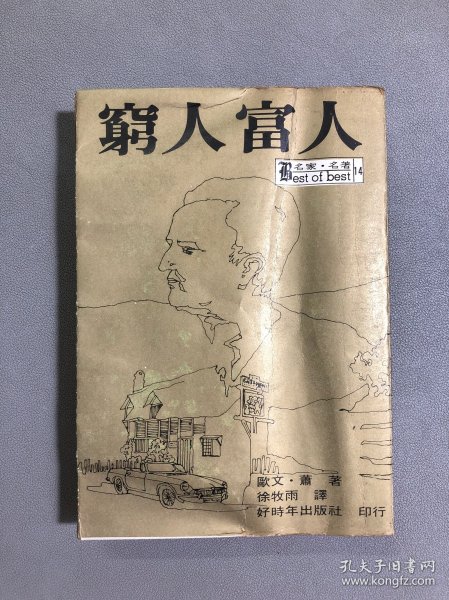 窮人富人
名家·名著
Best of best 14
歐文·蕭 著
徐牧雨 譯
好時年出版社 印行
孔夫子旧书网
www.kongfz.com